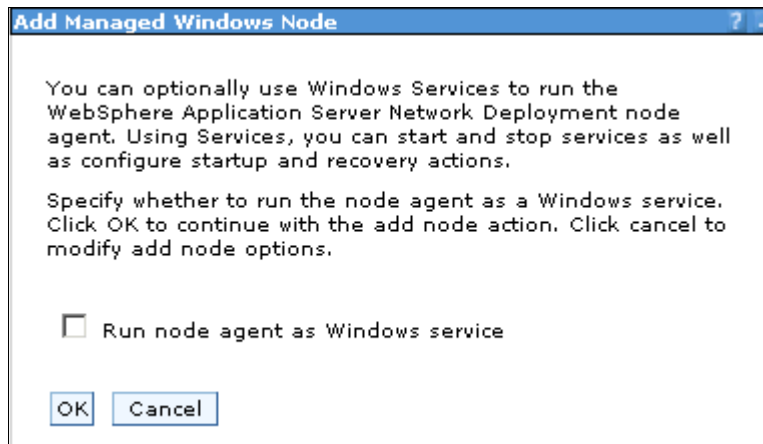 Add Managed Windows Node ?
You can optionally use Windows Services to run the
WebSphere Application Server Network Deployment node
agent. Using Services, you can start and stop services as well
as configure startup and recovery actions.
Specify whether to run the node agent as a Windows service.
Click OK to continue with the add node action. Click cancel to
modify add node options.
Run node agent as Windows service
OK Cancel